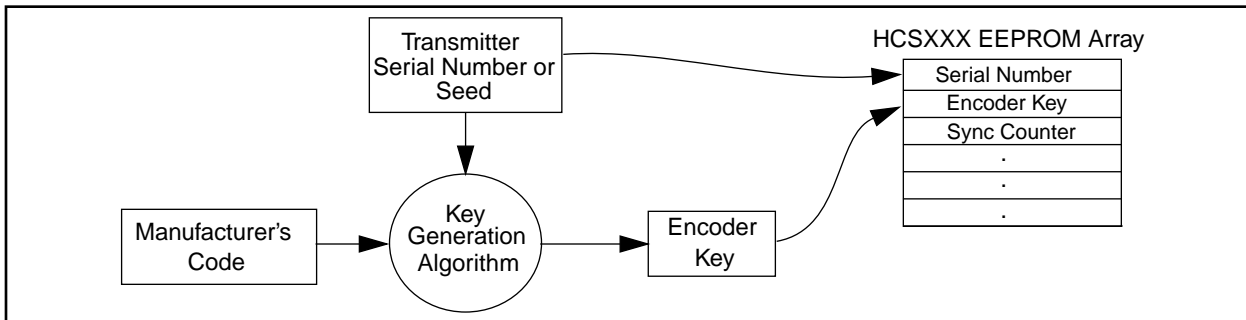 Transmitter
Serial Number or
Seed
HCSXXX EEPROM Array
Serial Number
Encoder Key
Sync Counter
.
.
.
Manufacturer's
Code
Key
Generation
Algorithm
Encoder
Key